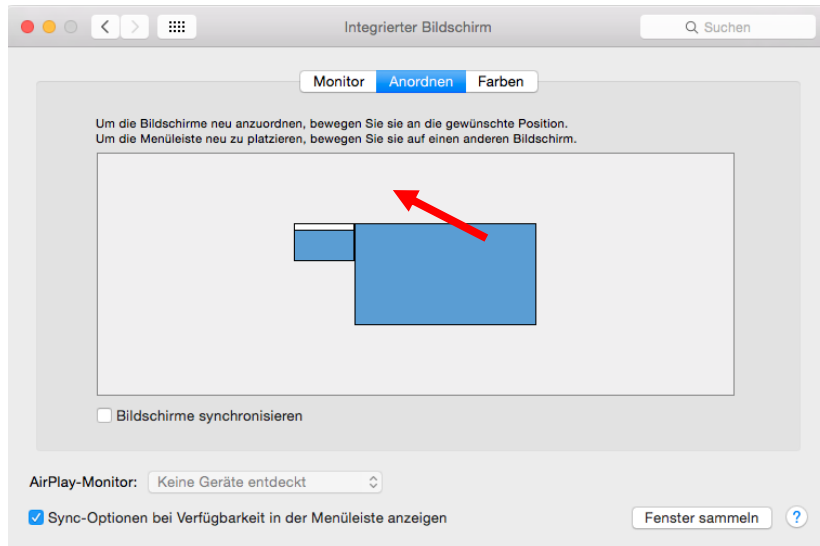 Integrierter Bildschirm
Suchen
Monitor Anordnen Farben
Um die Bildschirme neu anzuordnen, bewegen Sie sie an die gewünschte Position.
Um die Menüleiste neu zu platzieren, bewegen Sie sie auf einen anderen Bildschirm.
Bildschirme synchronisieren
AirPlay-Monitor: Keine Geräte entdeckt
Sync-Optionen bei Verfügbarkeit in der Menüleiste anzeigen
Fenster sammeln ?